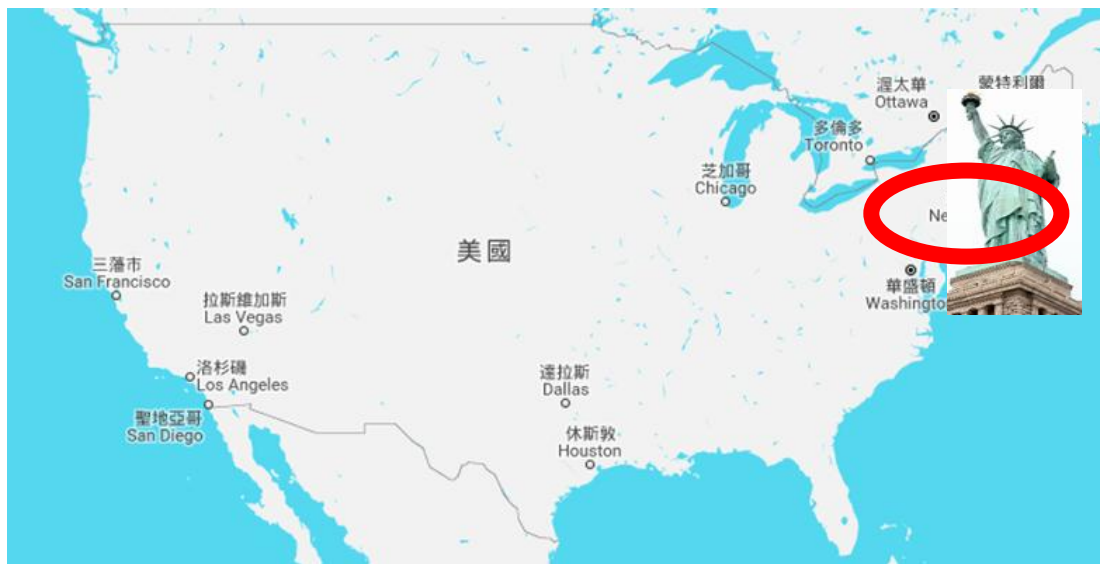 渥太華
Ottawa
蒙特利爾
多倫多
Toronto
芝加哥
Chicago
Ne
美國
三藩市
San Francisco
拉斯維加斯
Las Vegas
華盛頓
Washingto
洛杉磯
Los Angeles
達拉斯
Dallas
聖地亞哥
San Diego
休斯敦
Houston